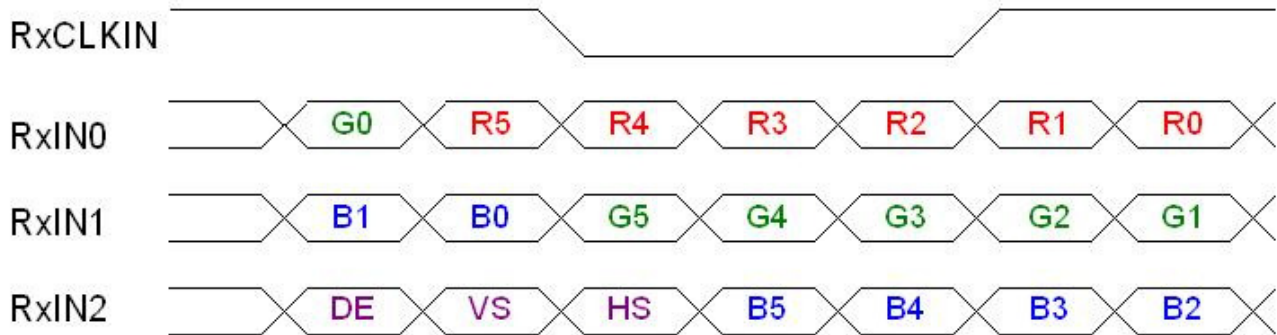 RxCLKIN
RxIN0 G0 R5 R4 R3 R2 R1 R0
RxIN1 B1 B0 G5 G4 G3 G2 G1
RxIN2 DE VS HS B5 B4 B3 B2